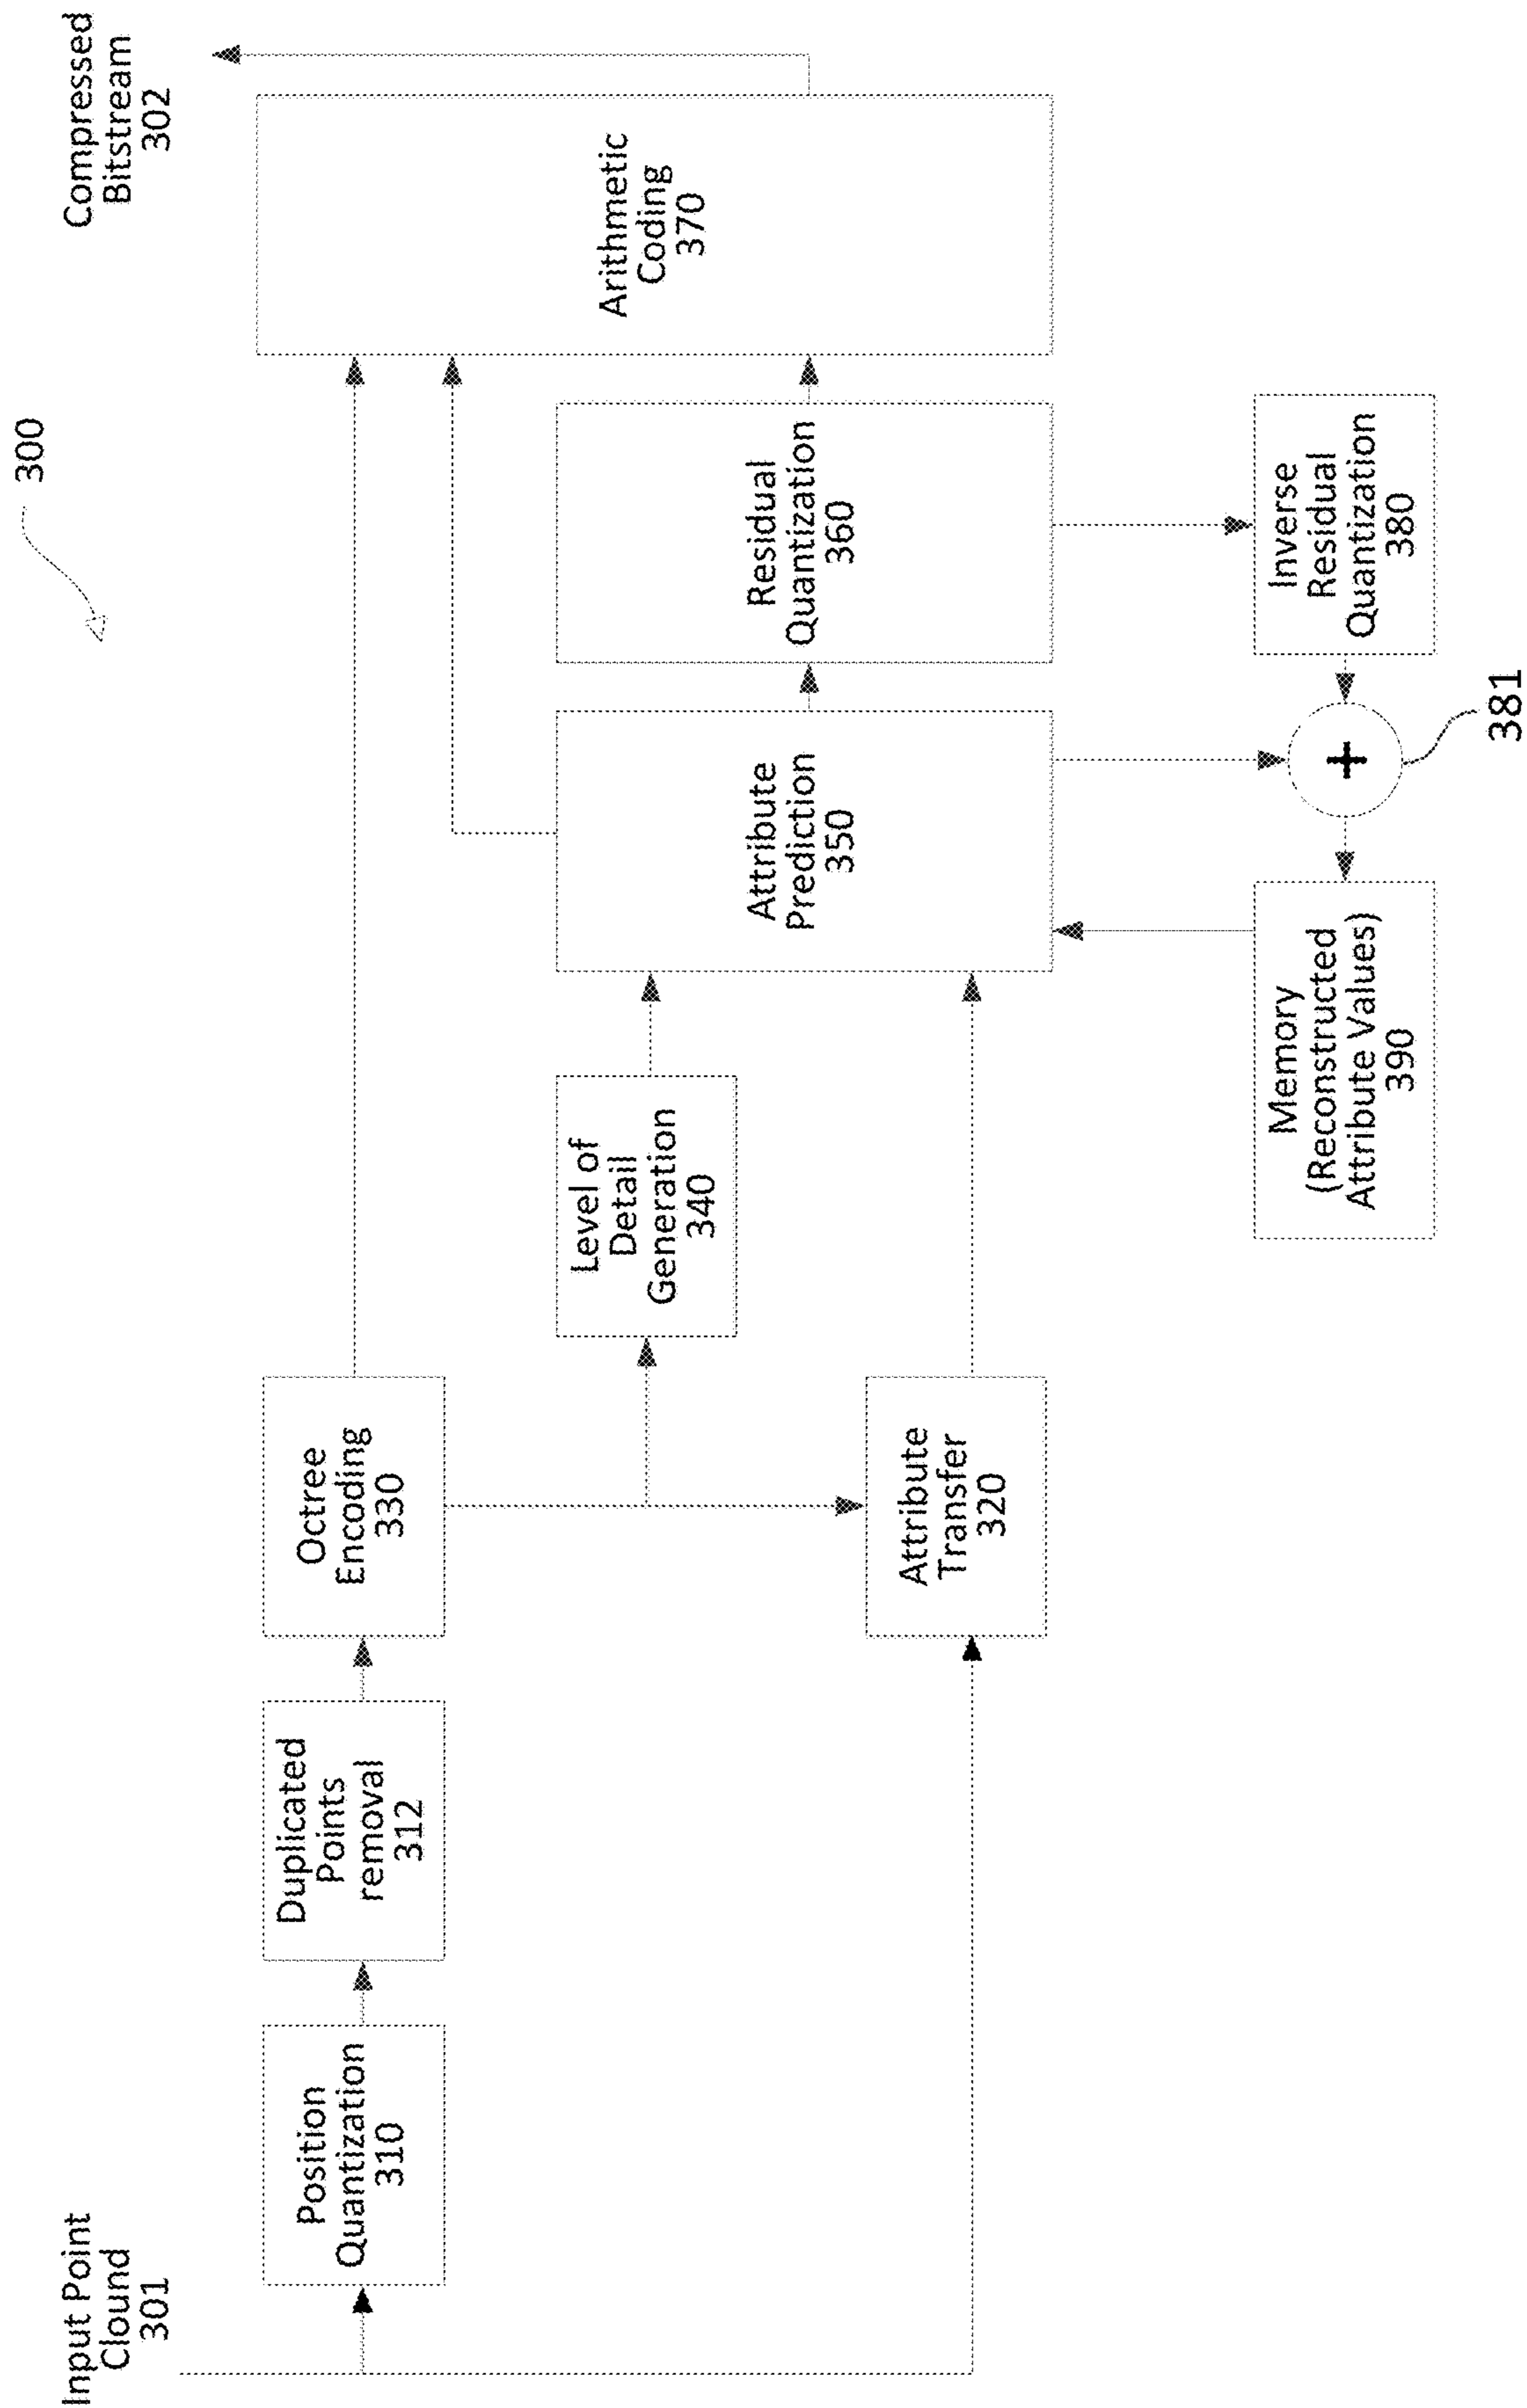 300
Input Point
Clound
301
Compressed
Bitstream
302
Position
Quantization
310
Duplicated
Points
removal
312
Octree
Encoding
330
Level of
Detail
Generation
340
Attribute
Transfer
320
Attribute
Prediction
350
Residual
Quantization
360
Arithmetic
Coding
370
Memory
(Reconstructed
Attribute Values)
390
+
381
Inverse
Residual
Quantization
380